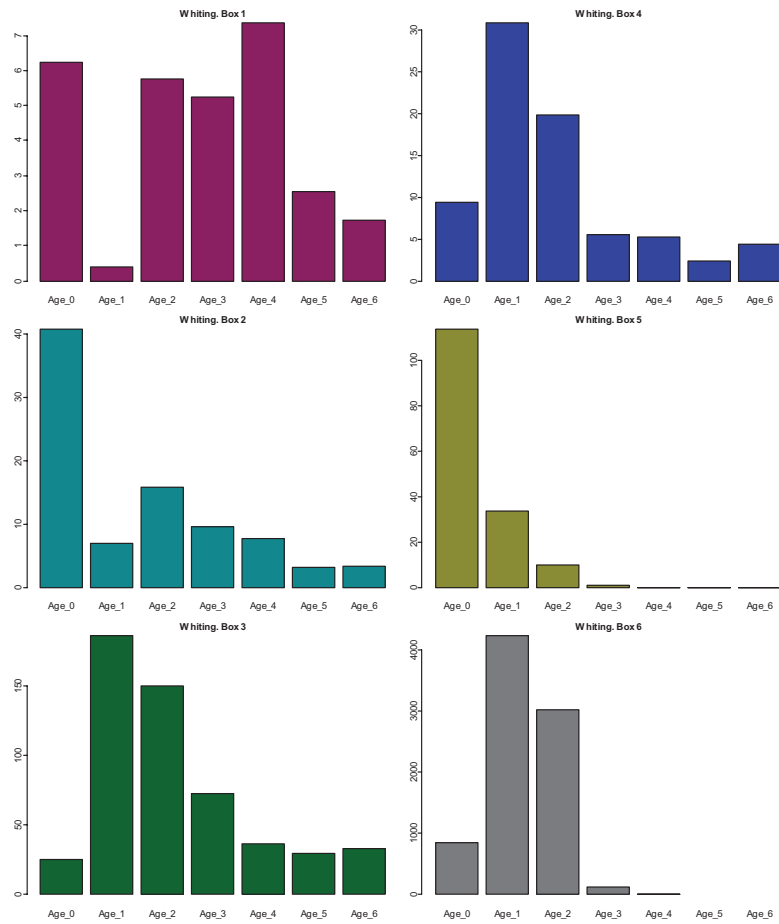 Whiting. Box 1
7
6
5
4
3
2
1
0
Age_0 Age_1 Age_2 Age_3 Age_4 Age_5 Age_6
Whiting. Box 4
30
25
20
15
10
5
0
Age_0 Age_1 Age_2 Age_3 Age_4 Age_5 Age_6
Whiting. Box 2
40
30
20
10
0
Age_0 Age_1 Age_2 Age_3 Age_4 Age_5 Age_6
Whiting. Box 5
100
80
60
40
20
0
Age_0 Age_1 Age_2 Age_3 Age_4 Age_5 Age_6
Whiting. Box 3
150
100
50
0
Age_0 Age_1 Age_2 Age_3 Age_4 Age_5 Age_6
Whiting. Box 6
4000
3000
2000
1000
0
Age_0 Age_1 Age_2 Age_3 Age_4 Age_5 Age_6